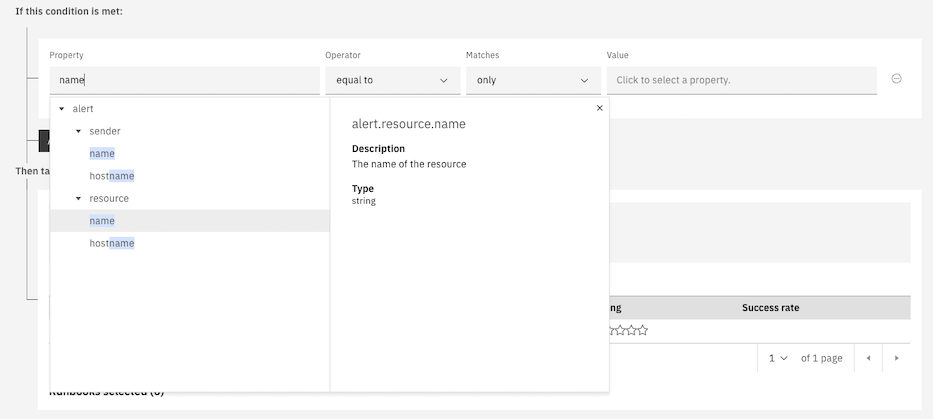 If this condition is met:
Property Operator Matches Value
name equal to only Click to select a property.
alert
sender
name
hostname
resource
name
hostname
alert.resource.name
Description
The name of the resource
Type
string
Then ta
ng Success rate
1 of 1 page
Runbooks selected (0)